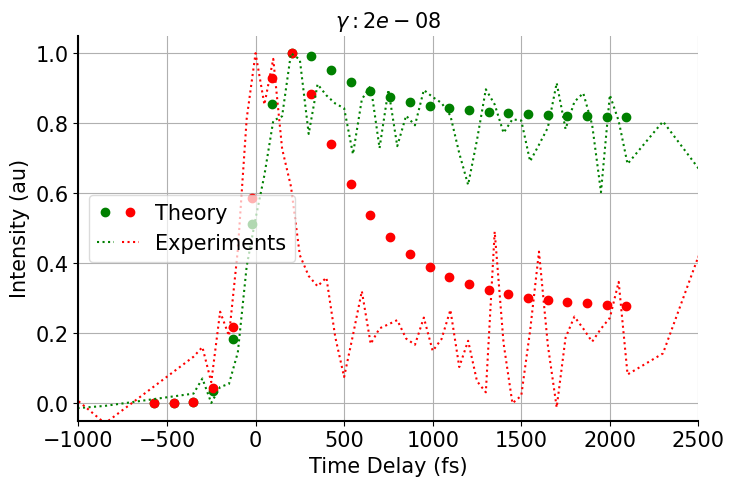 γ : 2e − 08
Intensity (au)
1.0
0.8
0.6
0.4
0.2
0.0
Theory
Experiments
−1000 −500 0 500 1000 1500 2000 2500
Time Delay (fs)